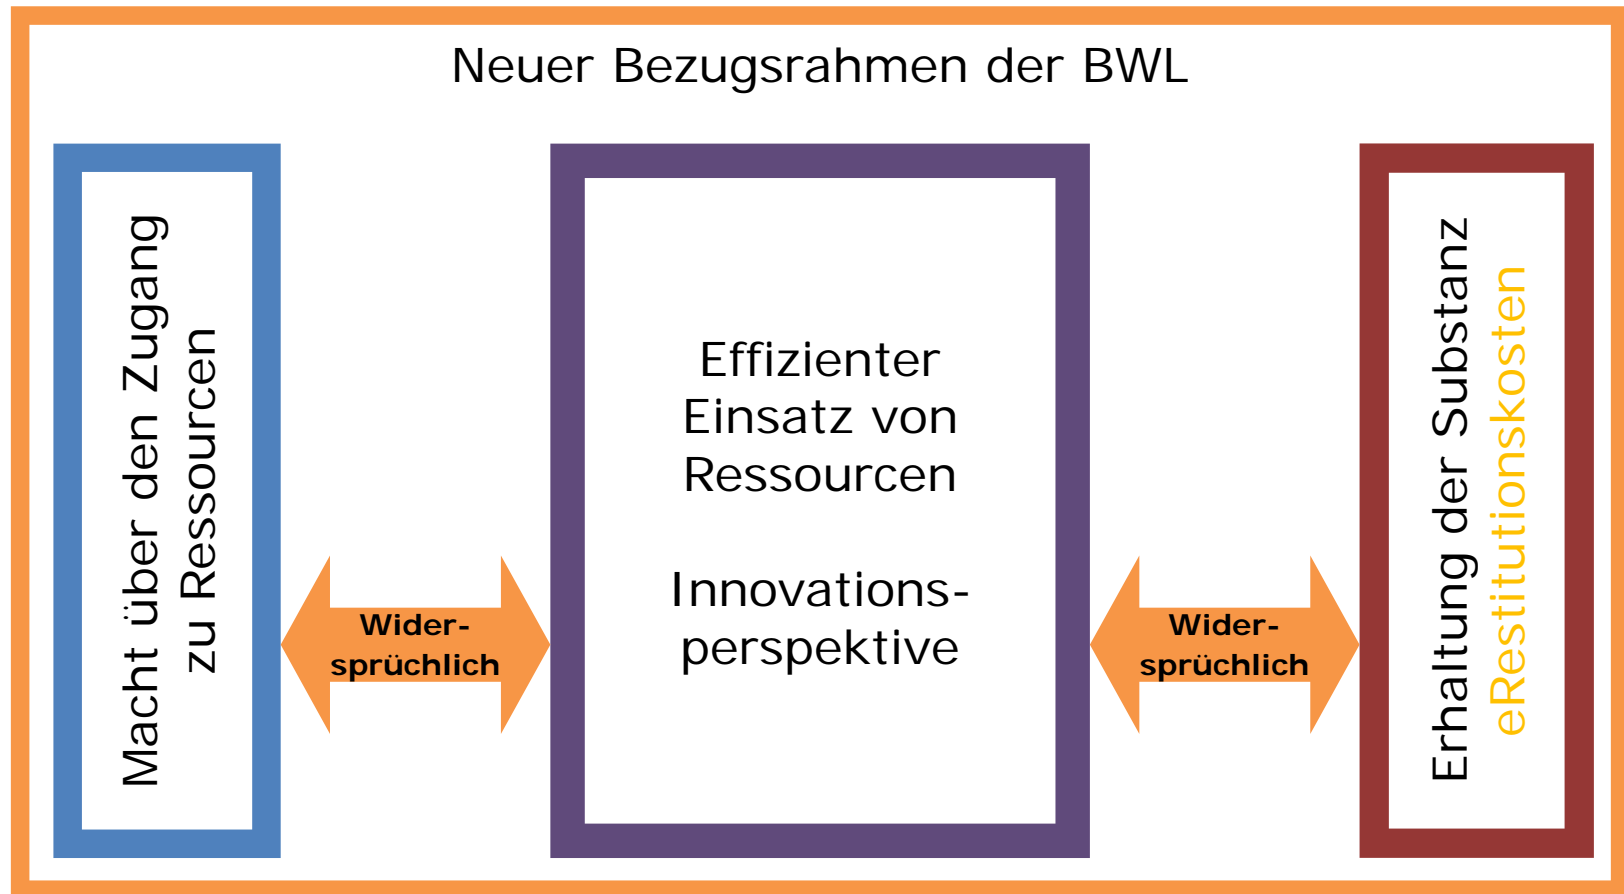 Neuer Bezugsrahmen der BWL
Macht über den Zugang
zu Ressourcen
Wider-
sprüchlich
Effizienter
Einsatz von
Ressourcen
Innovations-
perspektive
Wider-
sprüchlich
Erhaltung der Substanz
eRestitutionskosten